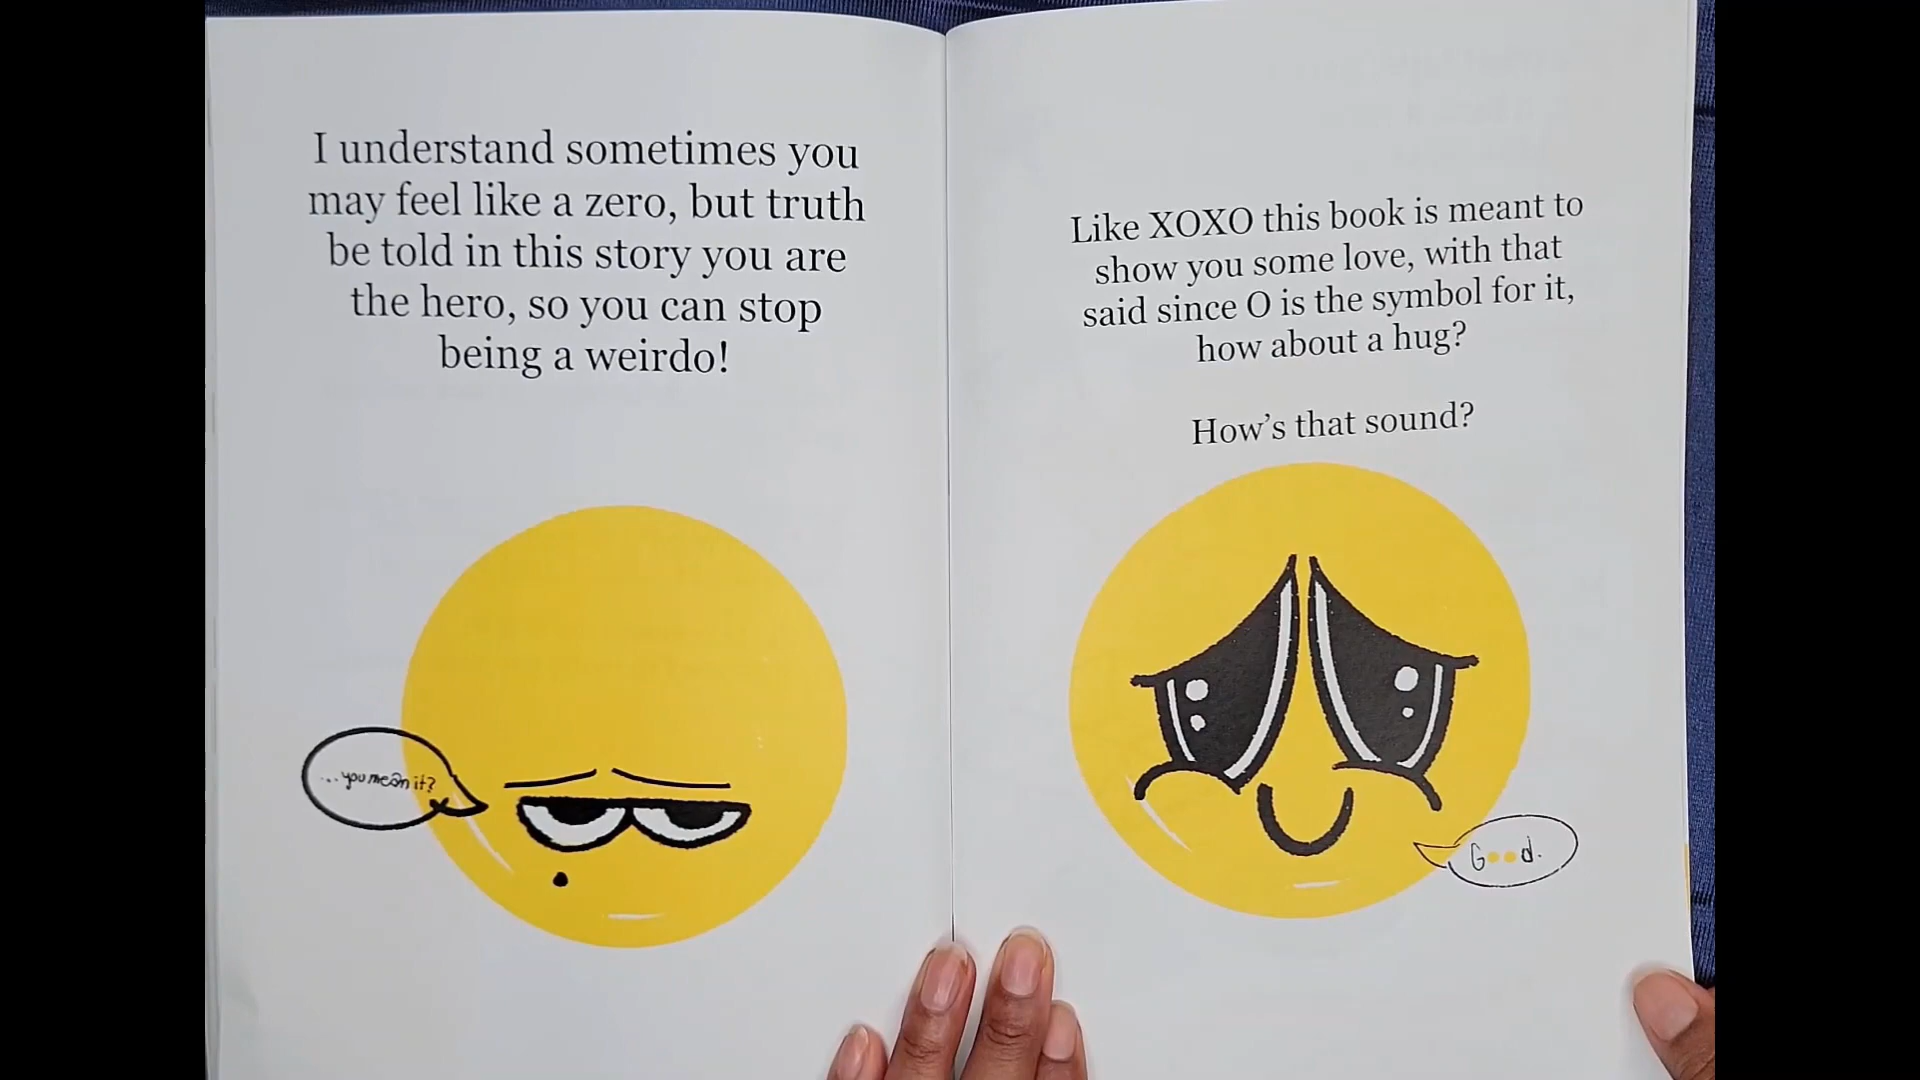 I understand sometimes you
may feel like a zero, but truth
be told in this story you are
the hero, so you can stop
being a weirdo!
...you mean it?
Like XOXO this book is meant to
show you some love, with that
said since O is the symbol for it,
how about a hug?
How’s that sound?
Good.